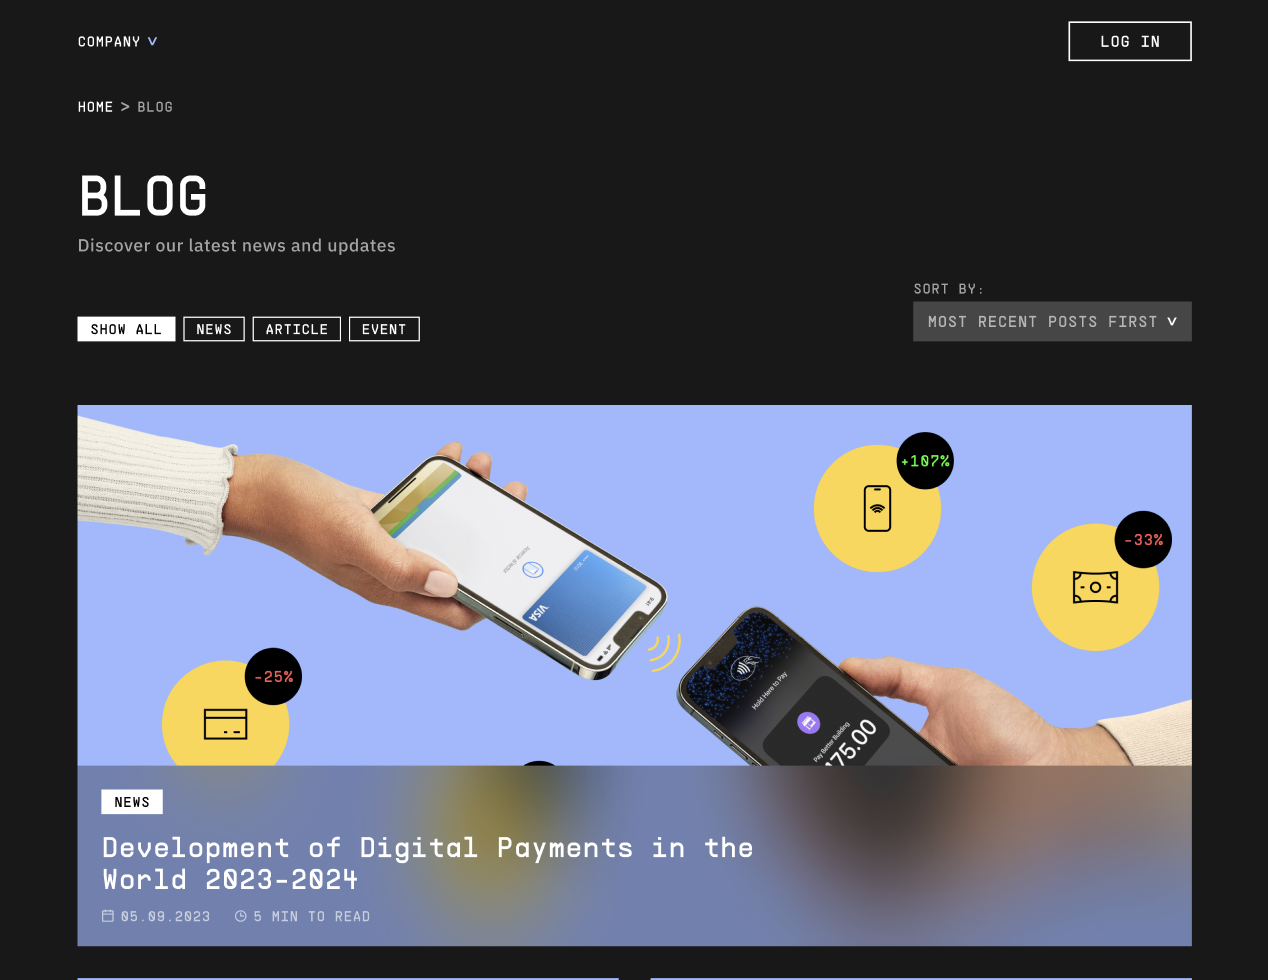 COMPANY
LOG IN
HOME > BLOG
BLOG
Discover our latest news and updates
SORT BY:
MOST RECENT POSTS FIRST
SHOW ALL
NEWS
ARTICLE
EVENT
+107%
-33%
-25%
VISA
9:41
Hold Here to Pay
Pay Better Building
75.00
NEWS
Development of Digital Payments in the
World 2023-2024
05.09.2023
5 MIN TO READ